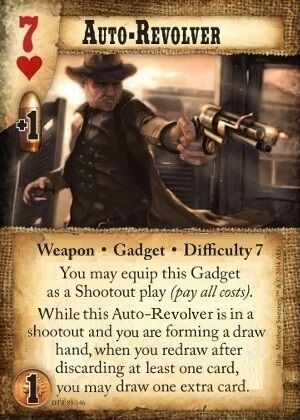 7
AUTO-REVOLVER
+1
Weapon • Gadget • Difficulty 7
You may equip this Gadget
as a Shootout play (pay all costs).
While this Auto-Revolver is in a
shootout and you are forming a draw
hand, when you redraw after
discarding at least one card,
you may draw one extra card.
1